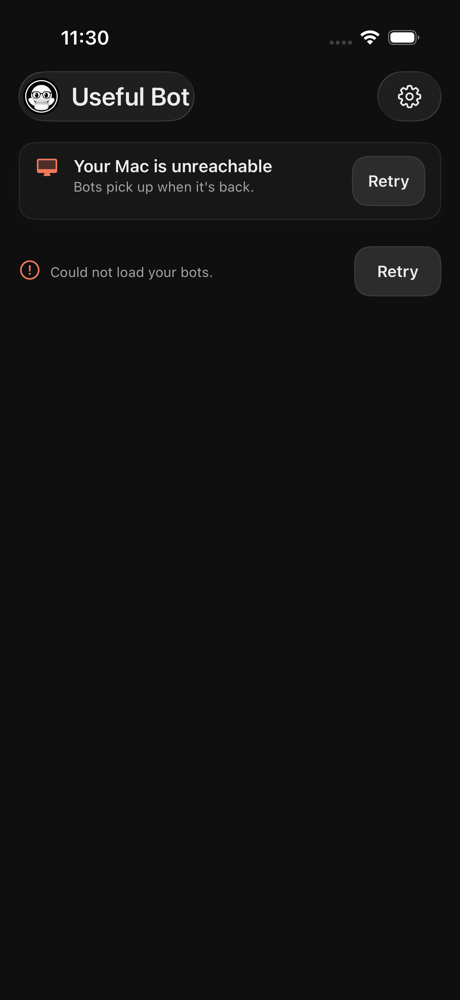 11:30
Useful Bot
Your Mac is unreachable
Bots pick up when it's back.
Retry
Could not load your bots.
Retry